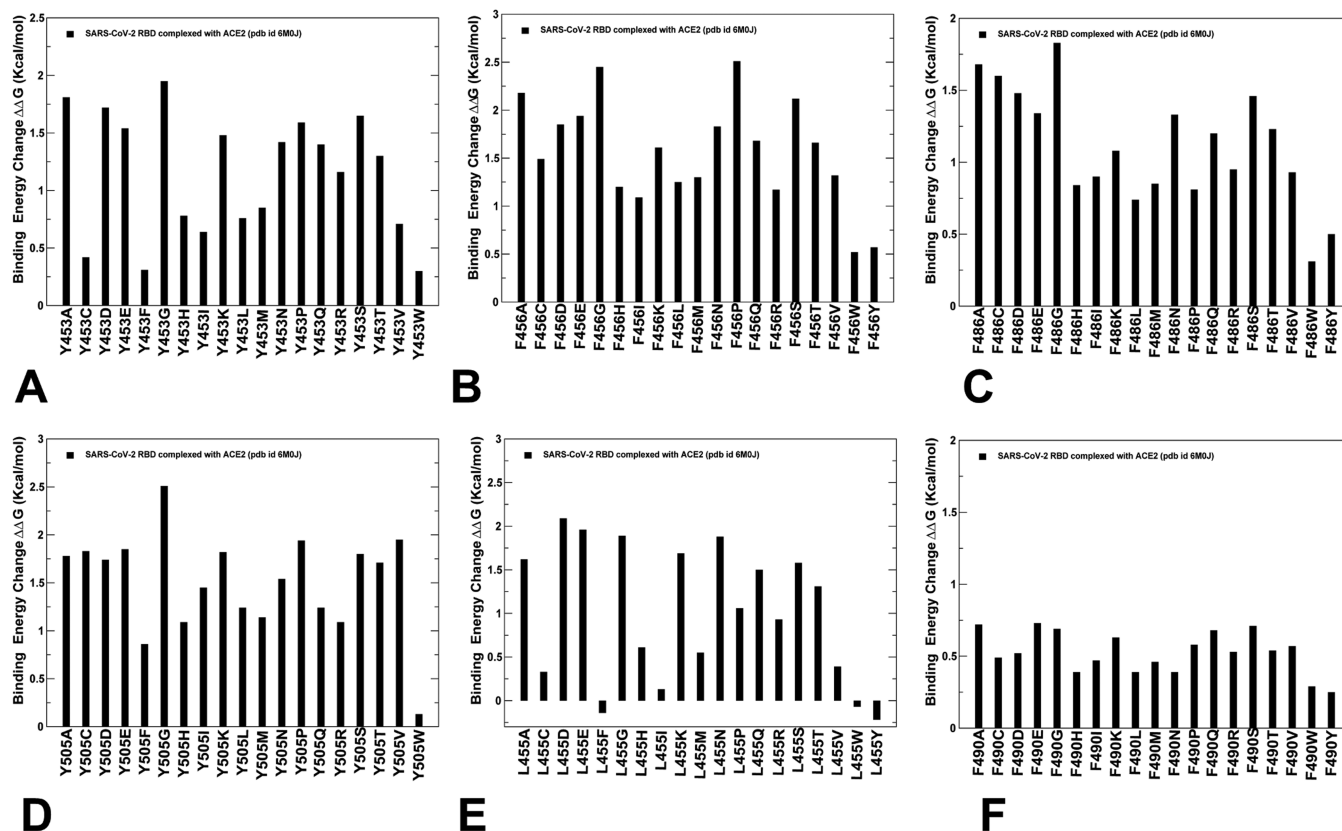 Binding Energy Change ΔΔG (Kcal/mol)
2.5
2
1.5
1
0.5
0
SARS-CoV-2 RBD complexed with ACE2 (pdb id 6M0J)
Y453A Y453C Y453D Y453E Y453F Y453G Y453H Y453I Y453K Y453L Y453M Y453N Y453P Y453Q Y453R Y453S Y453T Y453V Y453W
A
Binding Energy Change ΔΔG (Kcal/mol)
3
2.5
2
1.5
1
0.5
0
SARS-CoV-2 RBD complexed with ACE2 (pdb id 6M0J)
F456A F456C F456D F456E F456G F456H F456I F456K F456L F456M F456N F456P F456Q F456R F456S F456T F456V F456W F456Y
B
Binding Energy Change ΔΔG (Kcal/mol)
2
1.5
1
0.5
0
SARS-CoV-2 RBD complexed with ACE2 (pdb id 6M0J)
F486A F486C F486D F486E F486G F486H F486I F486K F486L F486M F486N F486P F486Q F486R F486S F486T F486V F486W F486Y
C
Binding Energy Change ΔΔG (Kcal/mol)
3
2.5
2
1.5
1
0.5
0
SARS-CoV-2 RBD complexed with ACE2 (pdb id 6M0J)
Y505A Y505C Y505D Y505E Y505F Y505G Y505H Y505I Y505K Y505L Y505M Y505N Y505P Y505Q Y505R Y505S Y505T Y505V Y505W
D
Binding Energy Change ΔΔG (Kcal/mol)
3
2.5
2
1.5
1
0.5
0
SARS-CoV-2 RBD complexed with ACE2 (pdb id 6M0J)
L455A L455C L455D L455E L455F L455G L455H L455I L455K L455M L455N L455P L455Q L455R L455S L455T L455V L455W L455Y
E
Binding Energy Change ΔΔG (Kcal/mol)
2
1.5
1
0.5
0
SARS-CoV-2 RBD complexed with ACE2 (pdb id 6M0J)
F490A F490C F490D F490E F490G F490H F490I F490K F490L F490M F490N F490P F490Q F490R F490S F490T F490V F490W F490Y
F